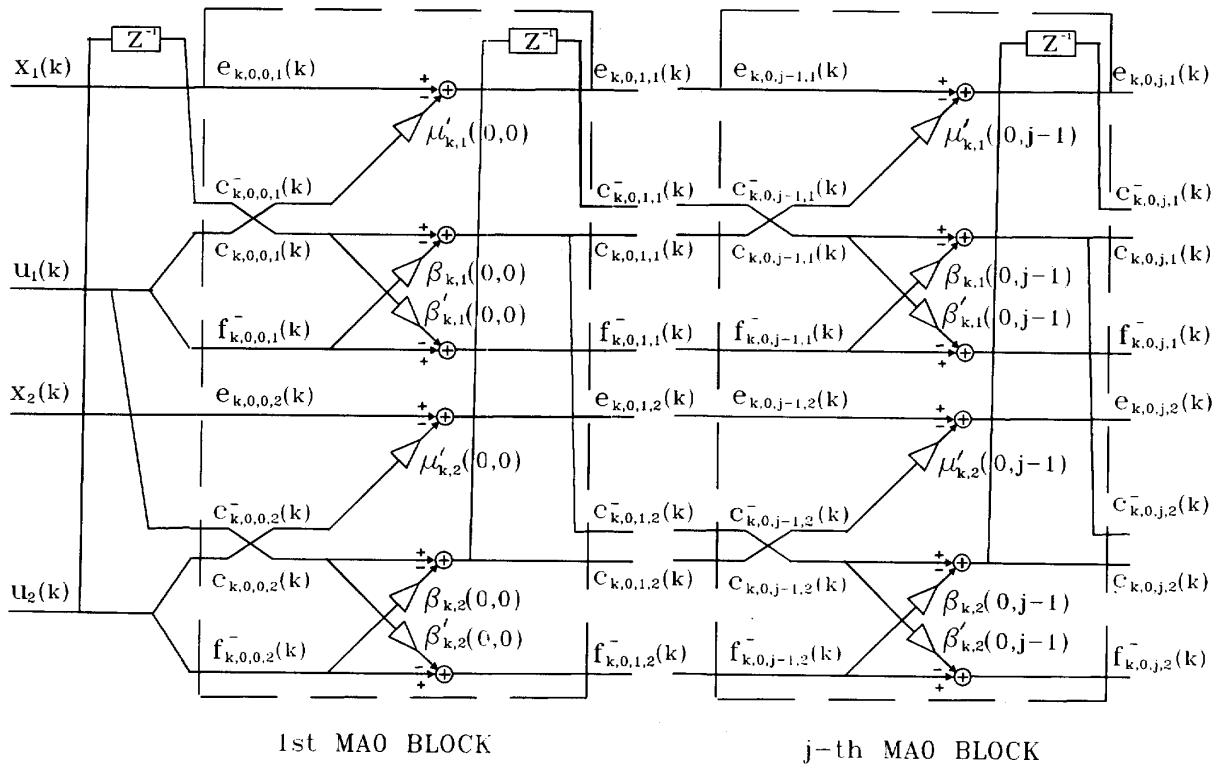 Z⁻¹ Z⁻¹ Z⁻¹
x₁(k) e_{k,0,0,1}(k) + - e_{k,0,1,1}(k) e_{k,0,j-1,1}(k) + - e_{k,0,j,1}(k)
μ'_{k,1}(0,0) μ'_{k,1}(0,j-1)
c⁻_{k,0,0,1}(k) c⁻_{k,0,1,1}(k) c⁻_{k,0,j-1,1}(k) c⁻_{k,0,j,1}(k)
c_{k,0,0,1}(k) + - c_{k,0,1,1}(k) c_{k,0,j-1,1}(k) + - c_{k,0,j,1}(k)
u₁(k) β_{k,1}(0,0) β_{k,1}(0,j-1)
β'_{k,1}(0,0) β'_{k,1}(0,j-1)
f⁻_{k,0,0,1}(k) - + f⁻_{k,0,1,1}(k) f⁻_{k,0,j-1,1}(k) - + f⁻_{k,0,j,1}(k)
x₂(k) e_{k,0,0,2}(k) + - e_{k,0,1,2}(k) e_{k,0,j-1,2}(k) + - e_{k,0,j,2}(k)
μ'_{k,2}(0,0) μ'_{k,2}(0,j-1)
c⁻_{k,0,0,2}(k) c⁻_{k,0,1,2}(k) c⁻_{k,0,j-1,2}(k) c⁻_{k,0,j,2}(k)
c_{k,0,0,2}(k) + - c_{k,0,1,2}(k) c_{k,0,j-1,2}(k) + - c_{k,0,j,2}(k)
u₂(k) β_{k,2}(0,0) β_{k,2}(0,j-1)
β'_{k,2}(0,0) β'_{k,2}(0,j-1)
f⁻_{k,0,0,2}(k) - + f⁻_{k,0,1,2}(k) f⁻_{k,0,j-1,2}(k) - + f⁻_{k,0,j,2}(k)
1st MAO BLOCK j-th MAO BLOCK